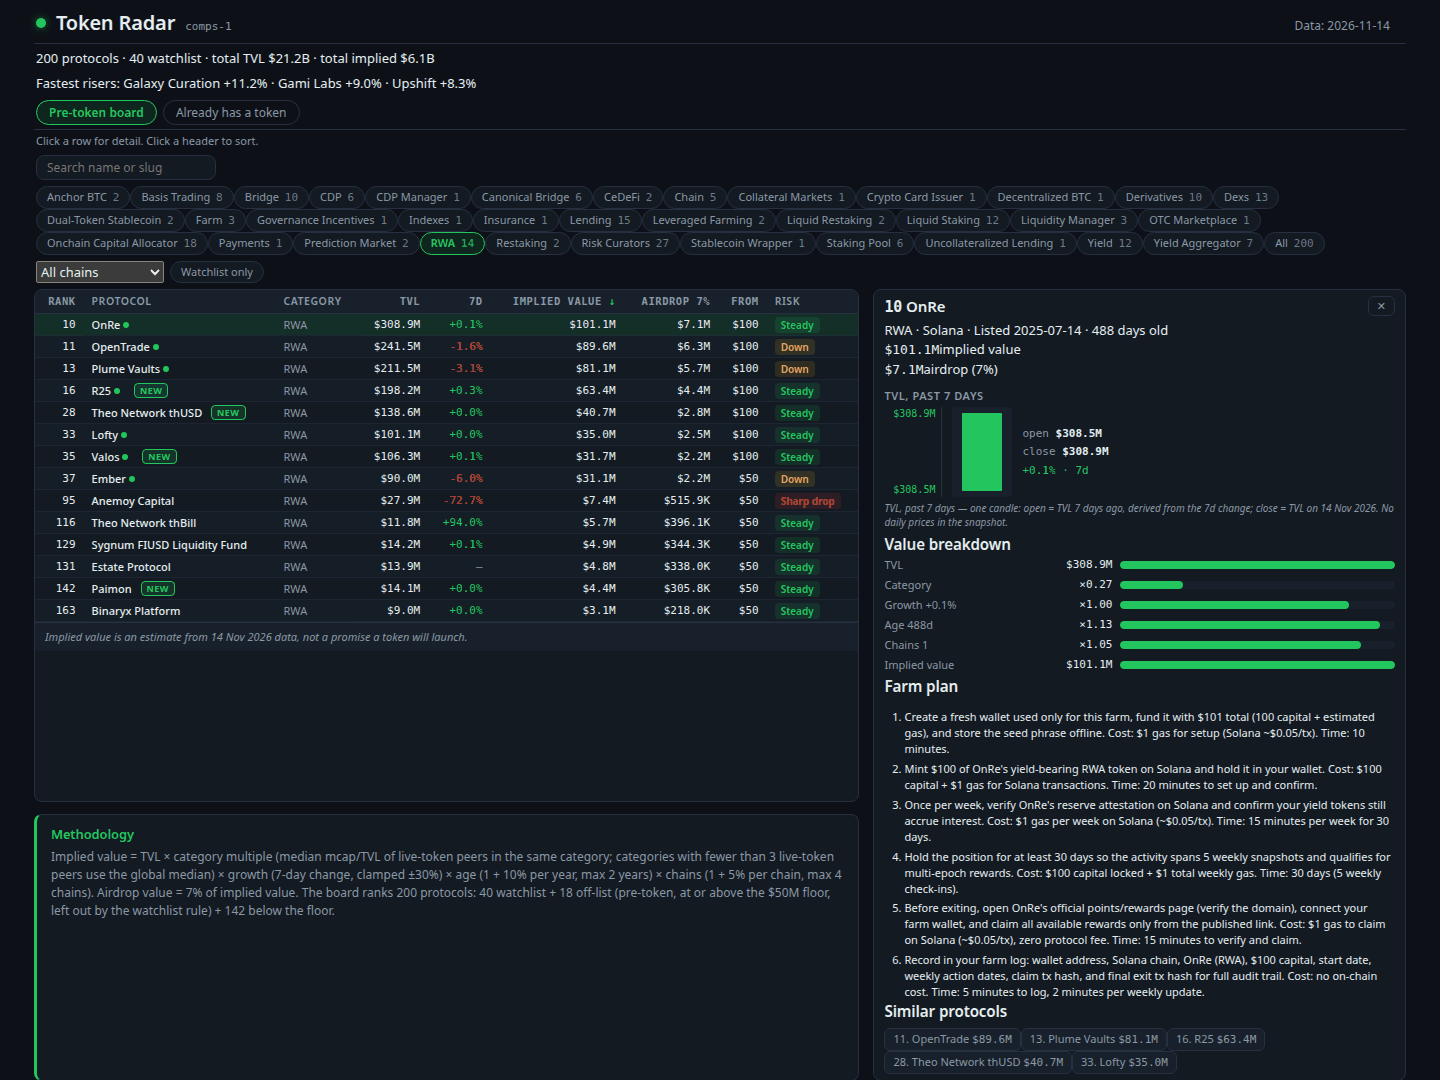 Token Radar comps-1
Data: 2026-11-14
200 protocols · 40 watchlist · total TVL $21.2B · total implied $6.1B
Fastest risers: Galaxy Curation +11.2% · Gami Labs +9.0% · Upshift +8.3%
Pre-token board Already has a token
Click a row for detail. Click a header to sort.
Search name or slug
Anchor BTC 2 Basis Trading 8 Bridge 10 CDP 6 CDP Manager 1 Canonical Bridge 6 CeDeFi 2 Chain 5 Collateral Markets 1 Crypto Card Issuer 1 Decentralized BTC 1 Derivatives 10 Dexs 13
Dual-Token Stablecoin 2 Farm 3 Governance Incentives 1 Indexes 1 Insurance 1 Lending 15 Leveraged Farming 2 Liquid Restaking 2 Liquid Staking 12 Liquidity Manager 3 OTC Marketplace 1
Onchain Capital Allocator 18 Payments 1 Prediction Market 2 RWA 14 Restaking 2 Risk Curators 27 Stablecoin Wrapper 1 Staking Pool 6 Uncollateralized Lending 1 Yield 12 Yield Aggregator 7 All 200
All chains Watchlist only
RANK PROTOCOL CATEGORY TVL 7D IMPLIED VALUE ↓ AIRDROP 7% FROM RISK
10 OnRe RWA $308.9M +0.1% $101.1M $7.1M $100 Steady
11 OpenTrade RWA $241.5M -1.6% $89.6M $6.3M $100 Down
13 Plume Vaults RWA $211.5M -3.1% $81.1M $5.7M $100 Down
16 R25 NEW RWA $198.2M +0.3% $63.4M $4.4M $100 Steady
28 Theo Network thUSD NEW RWA $138.6M +0.0% $40.7M $2.8M $100 Steady
33 Lofty RWA $101.1M +0.0% $35.0M $2.5M $100 Steady
35 Valos NEW RWA $106.3M +0.1% $31.7M $2.2M $100 Steady
37 Ember RWA $90.0M -6.0% $31.1M $2.2M $50 Down
95 Anemoy Capital RWA $27.9M -72.7% $7.4M $515.9K $50 Sharp drop
116 Theo Network thBill RWA $11.8M +94.0% $5.7M $396.1K $50 Steady
129 Sygnum FIUSD Liquidity Fund RWA $14.2M +0.1% $4.9M $344.3K $50 Steady
131 Estate Protocol RWA $13.9M — $4.8M $338.0K $50 Steady
142 Paimon NEW RWA $14.1M +0.0% $4.4M $305.8K $50 Steady
163 Binaryx Platform RWA $9.0M +0.0% $3.1M $218.0K $50 Steady
Implied value is an estimate from 14 Nov 2026 data, not a promise a token will launch.
Methodology
Implied value = TVL × category multiple (median mcap/TVL of live-token peers in the same category; categories with fewer than 3 live-token
peers use the global median) × growth (7-day change, clamped ±30%) × age (1 + 10% per year, max 2 years) × chains (1 + 5% per chain, max 4
chains). Airdrop value = 7% of implied value. The board ranks 200 protocols: 40 watchlist + 18 off-list (pre-token, at or above the $50M floor,
left out by the watchlist rule) + 142 below the floor.
10 OnRe ✕
RWA · Solana · Listed 2025-07-14 · 488 days old
$101.1Mimplied value
$7.1Mairdrop (7%)
TVL, PAST 7 DAYS
$308.9M
$308.5M
open $308.5M
close $308.9M
+0.1% · 7d
TVL, past 7 days — one candle: open = TVL 7 days ago, derived from the 7d change; close = TVL on 14 Nov 2026. No
daily prices in the snapshot.
Value breakdown
TVL $308.9M
Category ×0.27
Growth +0.1% ×1.00
Age 488d ×1.13
Chains 1 ×1.05
Implied value $101.1M
Farm plan
1. Create a fresh wallet used only for this farm, fund it with $101 total (100 capital + estimated
gas), and store the seed phrase offline. Cost: $1 gas for setup (Solana ~$0.05/tx). Time: 10
minutes.
2. Mint $100 of OnRe's yield-bearing RWA token on Solana and hold it in your wallet. Cost: $100
capital + $1 gas for Solana transactions. Time: 20 minutes to set up and confirm.
3. Once per week, verify OnRe's reserve attestation on Solana and confirm your yield tokens still
accrue interest. Cost: $1 gas per week on Solana (~$0.05/tx). Time: 15 minutes per week for 30
days.
4. Hold the position for at least 30 days so the activity spans 5 weekly snapshots and qualifies for
multi-epoch rewards. Cost: $100 capital locked + $1 total weekly gas. Time: 30 days (5 weekly
check-ins).
5. Before exiting, open OnRe's official points/rewards page (verify the domain), connect your
farm wallet, and claim all available rewards only from the published link. Cost: $1 gas to claim
on Solana (~$0.05/tx), zero protocol fee. Time: 15 minutes to verify and claim.
6. Record in your farm log: wallet address, Solana chain, OnRe (RWA), $100 capital, start date,
weekly action dates, claim tx hash, and final exit tx hash for full audit trail. Cost: no on-chain
cost. Time: 5 minutes to log, 2 minutes per weekly update.
Similar protocols
11. OpenTrade $89.6M 13. Plume Vaults $81.1M 16. R25 $63.4M
28. Theo Network thUSD $40.7M 33. Lofty $35.0M